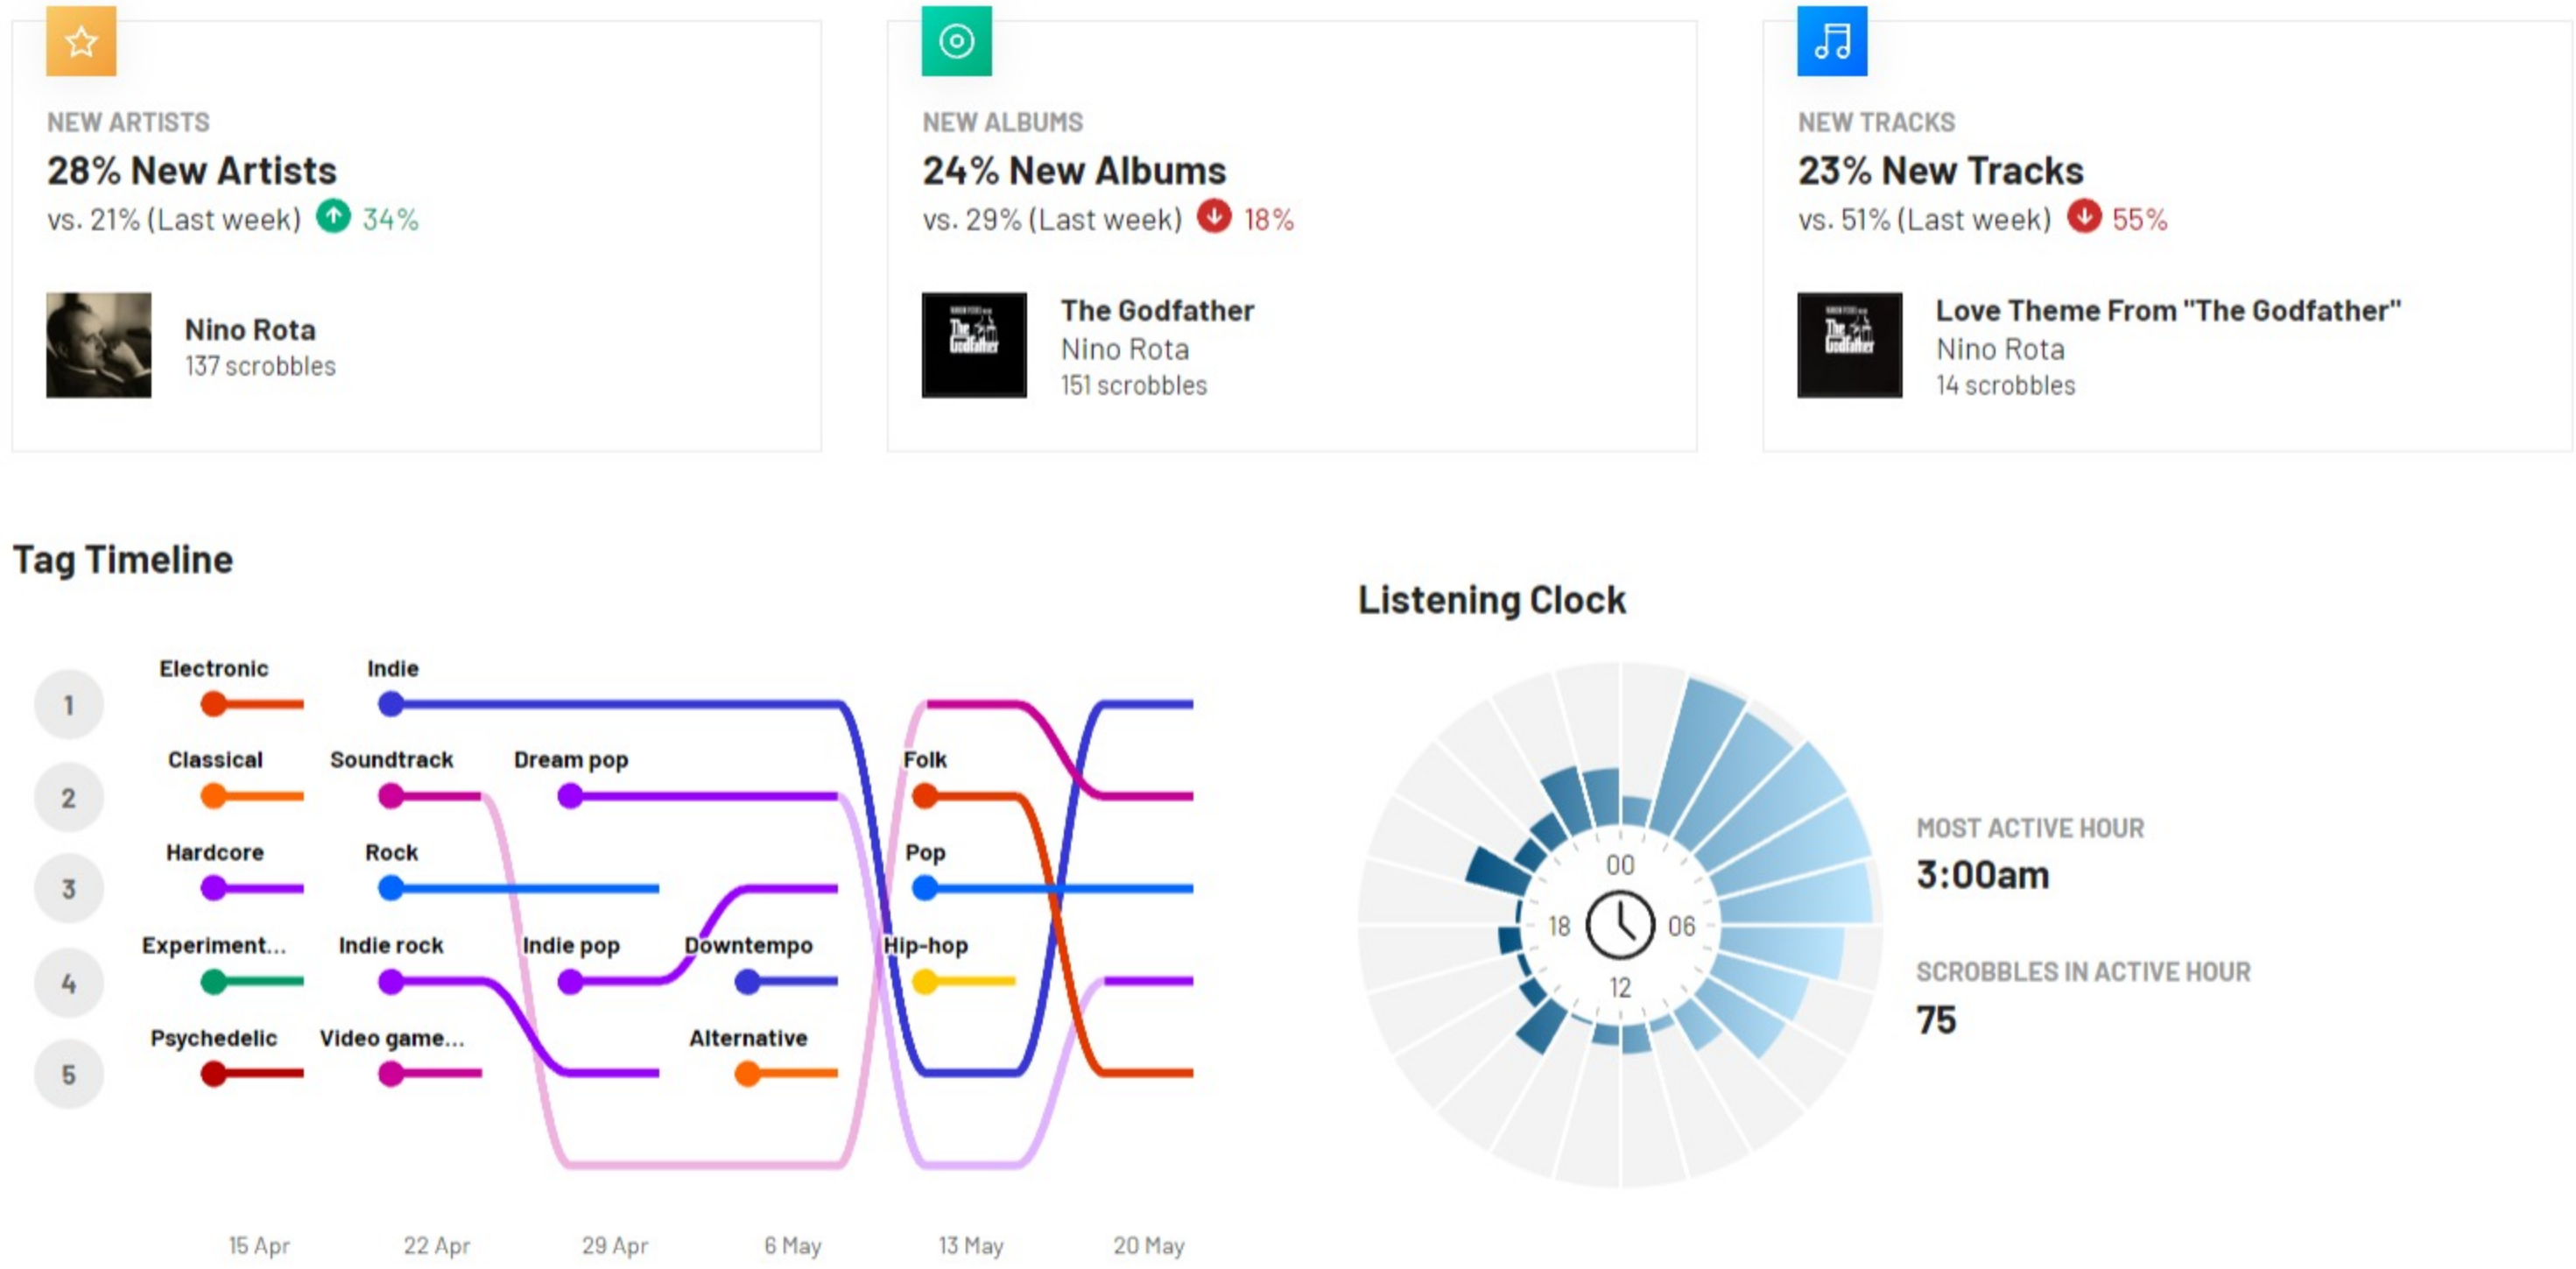 NEW ARTISTS
28% New Artists
vs. 21% (Last week) 34%
Nino Rota
137 scrobbles
NEW ALBUMS
24% New Albums
vs. 29% (Last week) 18%
The Godfather
The Godfather
Nino Rota
151 scrobbles
NEW TRACKS
23% New Tracks
vs. 51% (Last week) 55%
The Godfather
Love Theme From "The Godfather"
Nino Rota
14 scrobbles
Tag Timeline
1
2
3
4
5
Electronic
Indie
Classical
Soundtrack
Dream pop
Folk
Hardcore
Rock
Pop
Experiment...
Indie rock
Indie pop
Downtempo
Hip-hop
Psychedelic
Video game...
Alternative
15 Apr
22 Apr
29 Apr
6 May
13 May
20 May
Listening Clock
00
18
06
12
MOST ACTIVE HOUR
3:00am
SCROBBLES IN ACTIVE HOUR
75